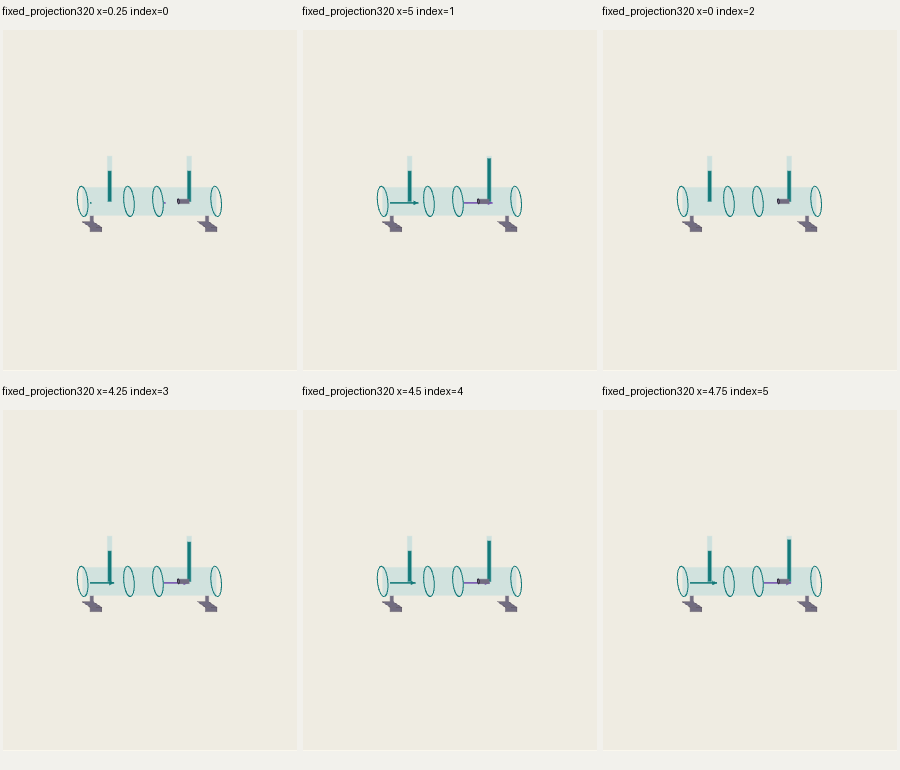 fixed_projection320 x=0.25 index=0
fixed_projection320 x=5 index=1
fixed_projection320 x=0 index=2
fixed_projection320 x=4.25 index=3
fixed_projection320 x=4.5 index=4
fixed_projection320 x=4.75 index=5